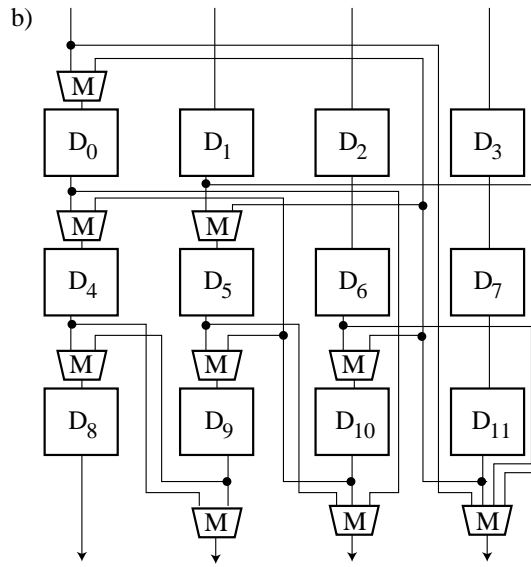 b)
M
D0 D1 D2 D3
M M
D4 D5 D6 D7
M M M
D8 D9 D10 D11
M M M